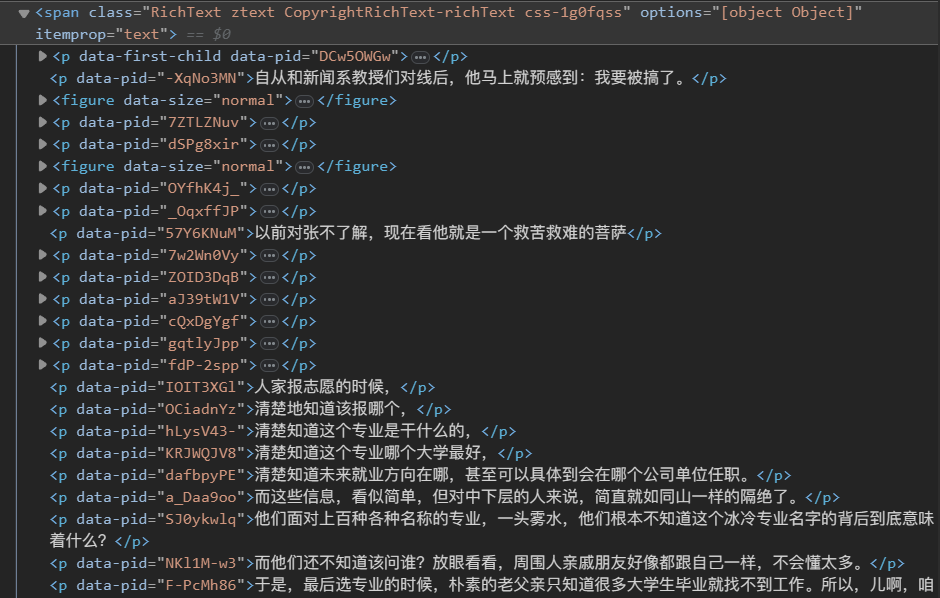 <span class="RichText ztext CopyrightRichText-richText css-1g0fqss" options="[object Object]"
itemprop="text"> == $0
<p data-first-child data-pid="DCw5OWGw">…</p>
<p data-pid="-XqNo3MN">自从和新闻系教授们对线后，他马上就预感到：我要被搞了。</p>
<figure data-size="normal">…</figure>
<p data-pid="7ZTLZNuv">…</p>
<p data-pid="dSPg8xir">…</p>
<figure data-size="normal">…</figure>
<p data-pid="OYfhK4j_">…</p>
<p data-pid="_OqxffJP">…</p>
<p data-pid="57Y6KNuM">以前对张不了解，现在看他就是一个救苦救难的菩萨</p>
<p data-pid="7w2Wn0Vy">…</p>
<p data-pid="ZOID3DqB">…</p>
<p data-pid="aJ39tW1V">…</p>
<p data-pid="cQxDgYgf">…</p>
<p data-pid="gqtlyJpp">…</p>
<p data-pid="fdP-2spp">…</p>
<p data-pid="IOIT3XGl">人家报志愿的时候，</p>
<p data-pid="OCiadnYz">清楚地知道该报哪个，</p>
<p data-pid="hLysV43-">清楚知道这个专业是干什么的，</p>
<p data-pid="KRJWQJV8">清楚知道这个专业哪个大学最好，</p>
<p data-pid="dafbpyPE">清楚知道未来就业方向在哪，甚至可以具体到会在哪个公司单位任职。</p>
<p data-pid="a_Daa9oo">而这些信息，看似简单，但对中下层的人来说，简直就如同山一样的隔绝了。</p>
<p data-pid="SJ0ykwlq">他们面对上百种各种名称的专业，一头雾水，他们根本不知道这个冰冷专业名字的背后到底意味
着什么？</p>
<p data-pid="NKl1M-w3">而他们还不知道该问谁？放眼看看，周围人亲戚朋友好像都跟自己一样，不会懂太多。</p>
<p data-pid="F-PcMh86">于是，最后选专业的时候，朴素的老父亲只知道很多大学生毕业就找不到工作。所以，儿啊，咱